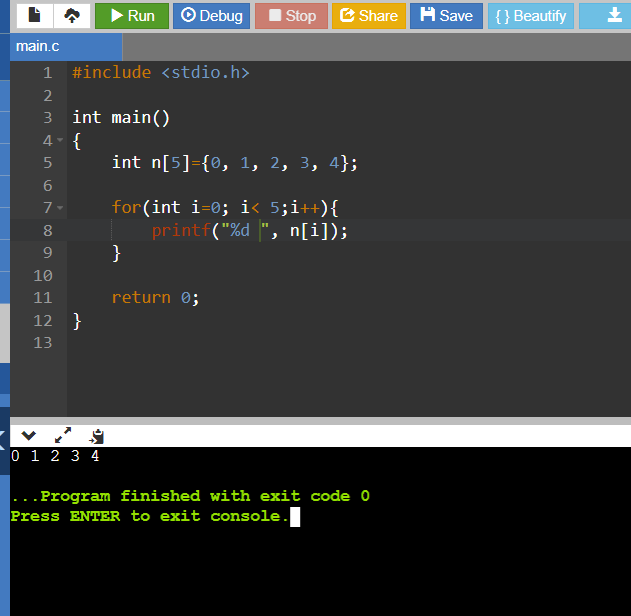 Run Debug Stop Share Save { } Beautify
main.c
1 #include <stdio.h>
2
3 int main()
4 {
5     int n[5]={0, 1, 2, 3, 4};
6
7     for(int i=0; i< 5;i++){
8         printf("%d ", n[i]);
9     }
10
11     return 0;
12 }
13
0 1 2 3 4
...Program finished with exit code 0
Press ENTER to exit console.